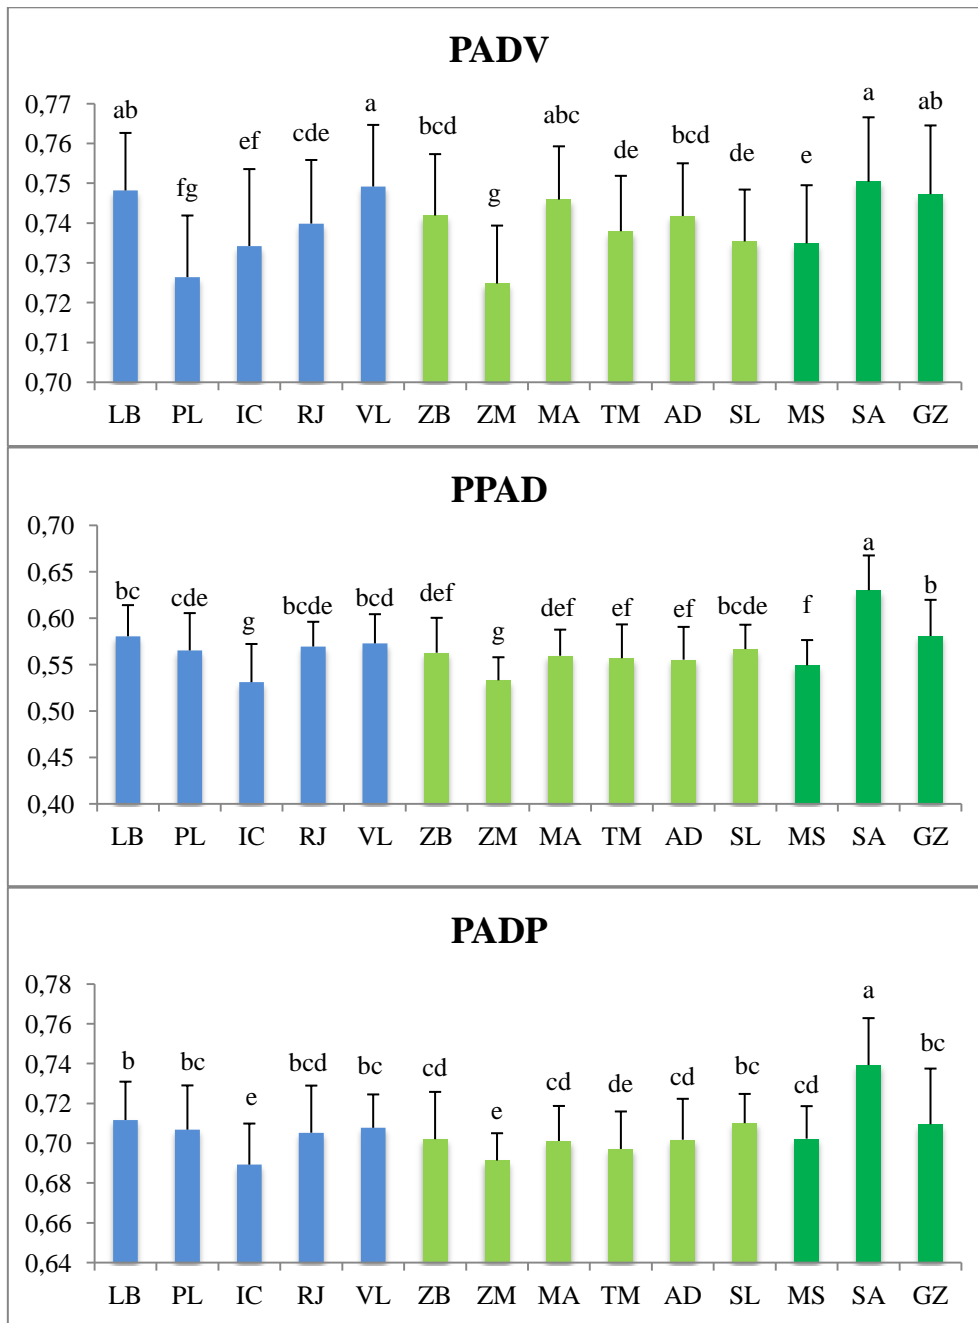 PADV
0,77
0,76
0,75
0,74
0,73
0,72
0,71
0,70
ab fg ef cde a bcd g abc de bcd de e a ab
LB PL IC RJ VL ZB ZM MA TM AD SL MS SA GZ
PPAD
0,70
0,65
0,60
0,55
0,50
0,45
0,40
bc cde g bcde bcd def g def ef ef bcde f a b
LB PL IC RJ VL ZB ZM MA TM AD SL MS SA GZ
PADP
0,78
0,76
0,74
0,72
0,70
0,68
0,66
0,64
b bc e bcd bc cd e cd de cd bc cd a bc
LB PL IC RJ VL ZB ZM MA TM AD SL MS SA GZ